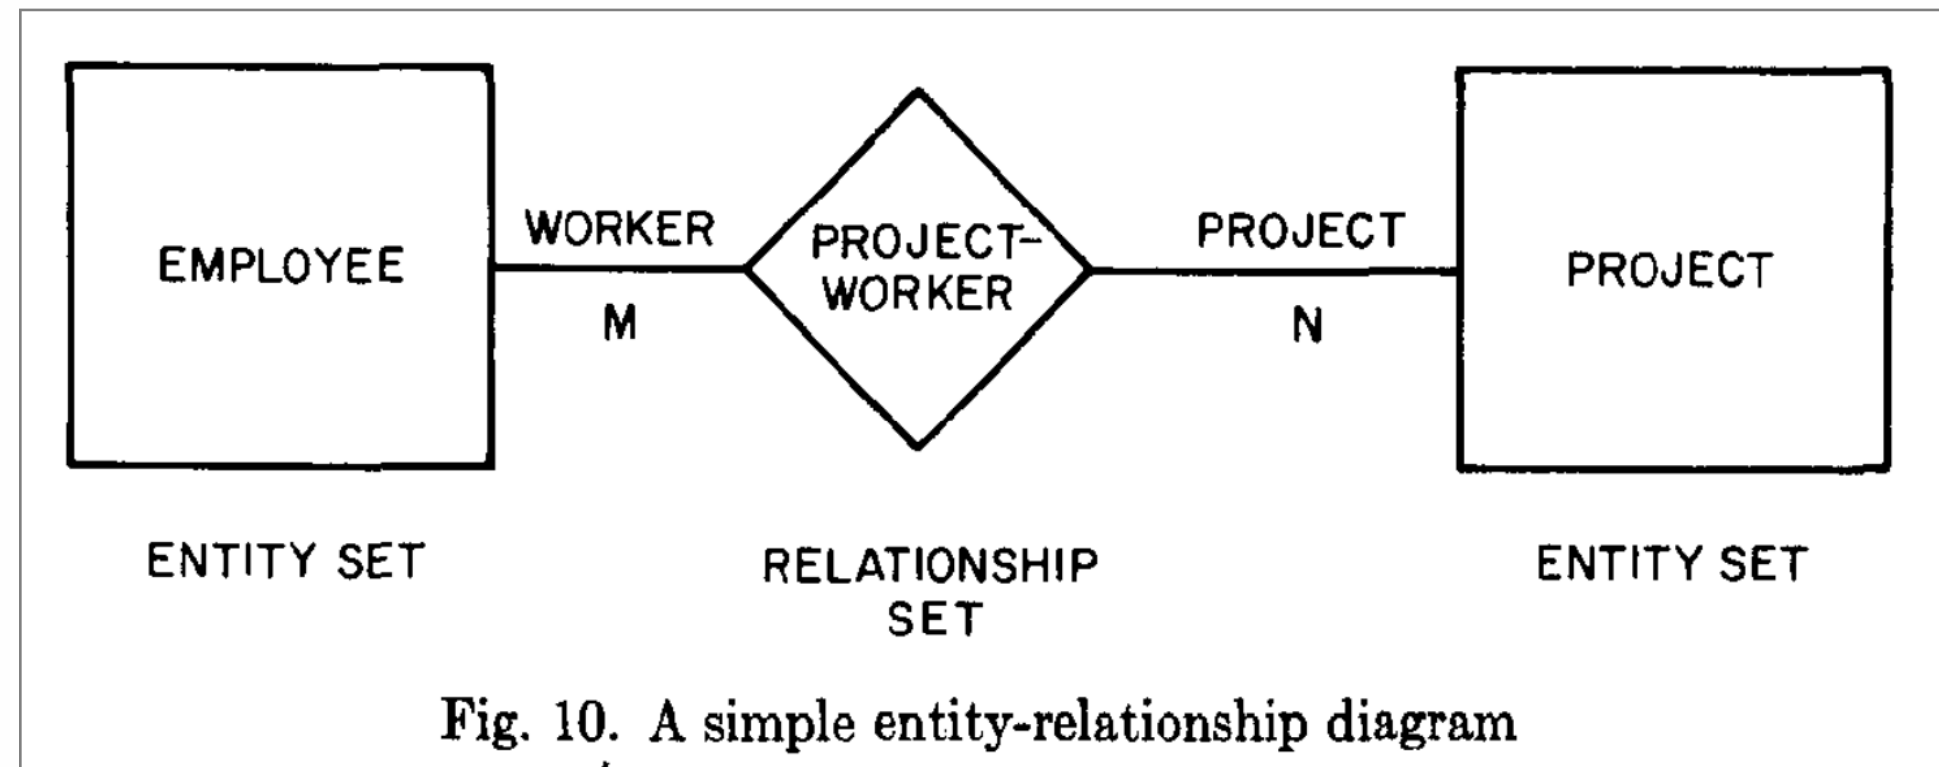 EMPLOYEE
WORKER
M
PROJECT-
WORKER
PROJECT
N
PROJECT
ENTITY SET
RELATIONSHIP
SET
ENTITY SET
Fig. 10. A simple entity-relationship diagram